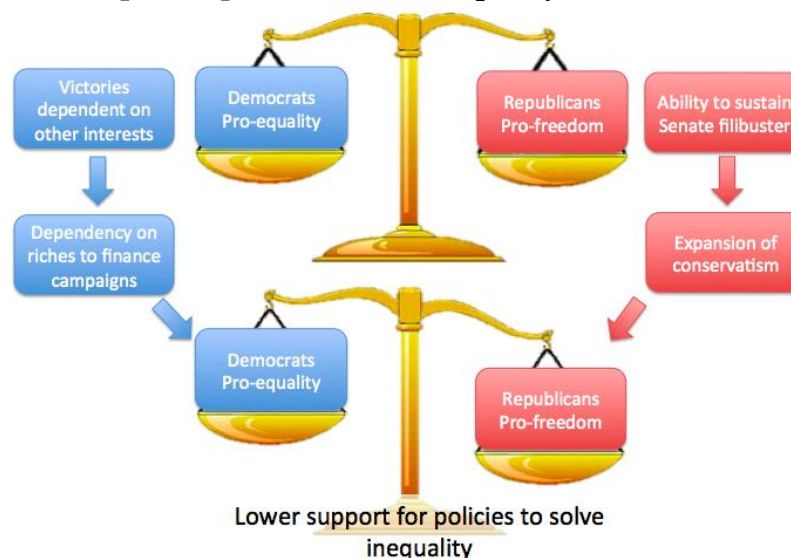 Victories
dependent on
other interests
Democrats
Pro-equality
Republicans
Pro-freedom
Ability to sustain
Senate filibuster
Dependency on
riches to finance
campaigns
Expansion of
conservatism
Democrats
Pro-equality
Republicans
Pro-freedom
Lower support for policies to solve
inequality